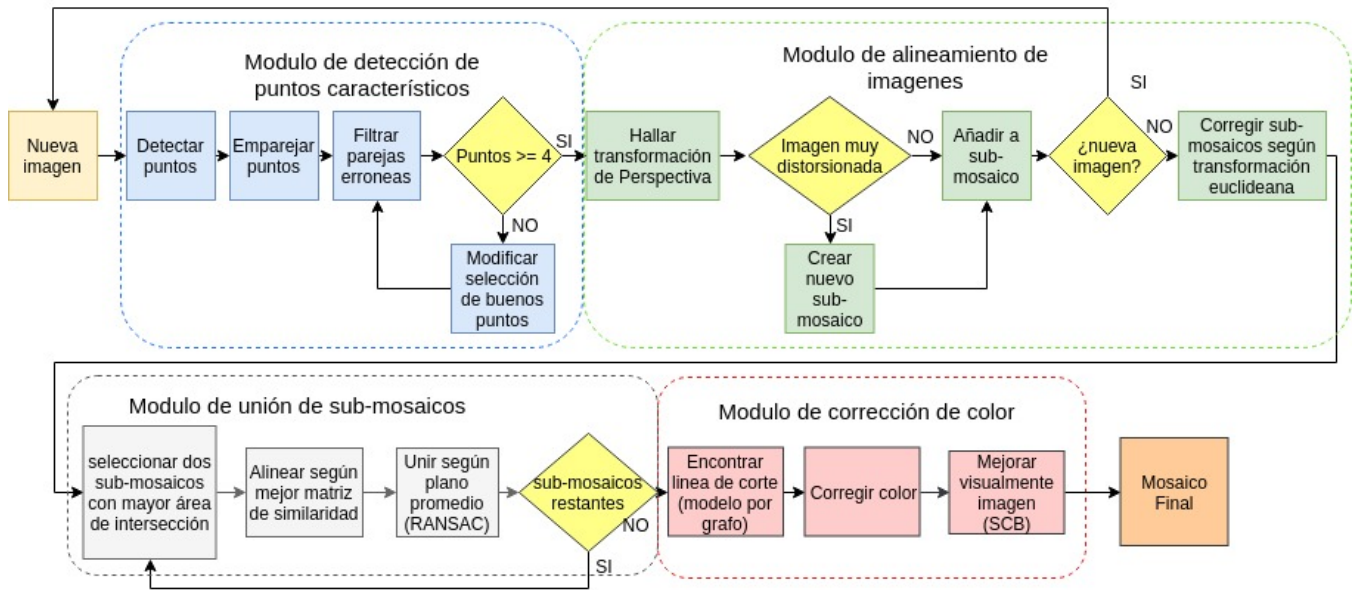 Modulo de detección de
puntos característicos
Modulo de alineamiento de
imagenes
Nueva
imagen
Detectar
puntos
Emparejar
puntos
Filtrar
parejas
erroneas
Puntos >= 4
SI
NO
Modificar
selección
de buenos
puntos
Hallar
transformación
de Perspectiva
Imagen muy
distorsionada
NO
SI
Crear
nuevo
sub-
mosaico
Añadir a
sub-
mosaico
¿nueva
imagen?
SI
NO
Corregir sub-
mosaicos según
transformación
euclideana
Modulo de unión de sub-mosaicos
Modulo de corrección de color
seleccionar dos
sub-mosaicos
con mayor área
de intersección
Alinear según
mejor matriz
de similaridad
Unir según
plano
promedio
(RANSAC)
sub-mosaicos
restantes
NO
SI
Encontrar
linea de corte
(modelo por
grafo)
Corregir color
Mejorar
visualmente
imagen
(SCB)
Mosaico
Final